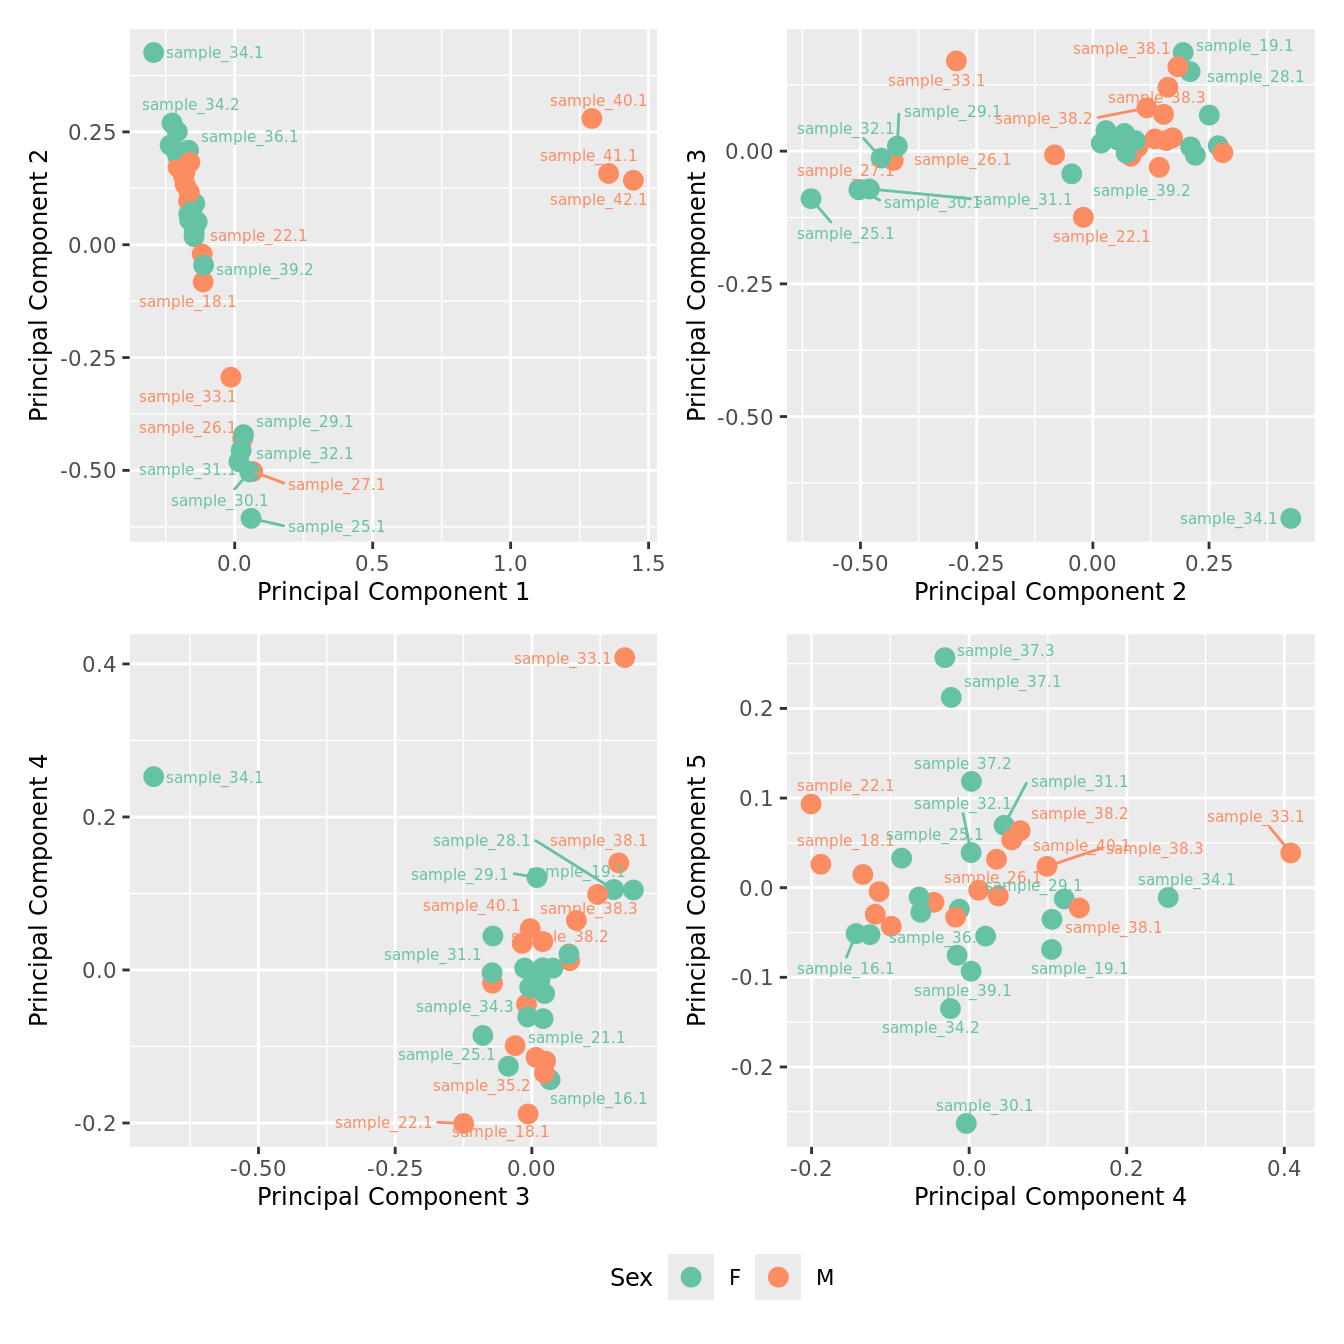 sample_34.1
sample_34.2
sample_36.1
sample_40.1
sample_41.1
sample_42.1
sample_22.1
sample_39.2
sample_18.1
sample_33.1
sample_29.1
sample_26.1
sample_32.1
sample_31.1
sample_27.1
sample_30.1
sample_25.1
0.25
0.00
-0.25
-0.50
0.0
0.5
1.0
1.5
Principal Component 1
Principal Component 2
sample_38.1
sample_19.1
sample_33.1
sample_28.1
sample_38.3
sample_29.1
sample_38.2
sample_32.1
sample_26.1
sample_27.1
sample_39.2
sample_30.1
sample_31.1
sample_25.1
sample_22.1
sample_34.1
0.00
-0.25
-0.50
-0.50
-0.25
0.00
0.25
Principal Component 2
Principal Component 3
sample_33.1
sample_34.1
sample_28.1
sample_38.1
sample_29.1
sample_19.1
sample_40.1
sample_38.3
sample_38.2
sample_31.1
sample_34.3
sample_21.1
sample_25.1
sample_35.2
sample_16.1
sample_22.1
sample_18.1
0.4
0.2
0.0
-0.2
-0.50
-0.25
0.00
Principal Component 3
Principal Component 4
sample_37.3
sample_37.1
sample_37.2
sample_22.1
sample_31.1
sample_32.1
sample_38.2
sample_33.1
sample_25.1
sample_18.1
sample_40.1
sample_38.3
sample_26.1
sample_29.1
sample_34.1
sample_38.1
sample_16.1
sample_19.1
sample_39.1
sample_34.2
sample_30.1
0.2
0.1
0.0
-0.1
-0.2
-0.2
0.0
0.2
0.4
Principal Component 4
Principal Component 5
Sex F M